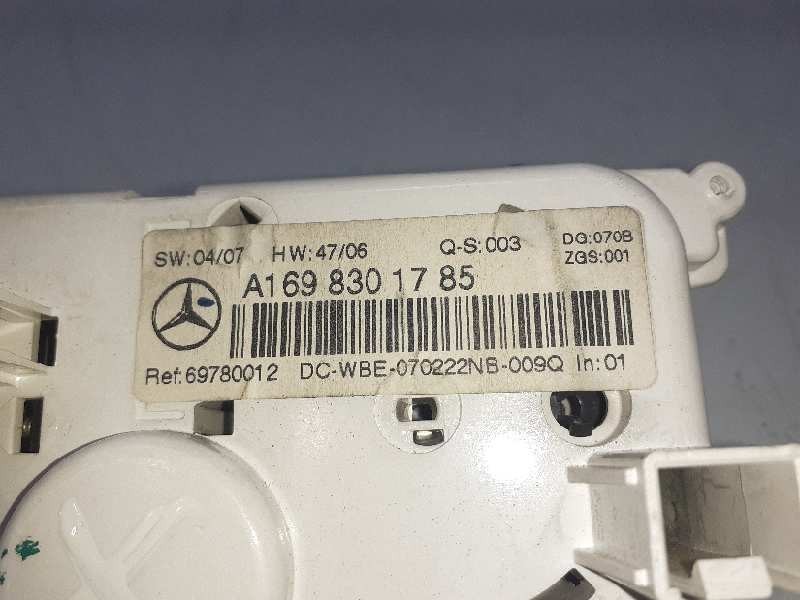 SW:04/07 HW:47/06 Q-S:003 DG:0708
ZGS:001
A169 830 17 85
Ref:69780012 DC-WBE-070222NB-009Q In:01